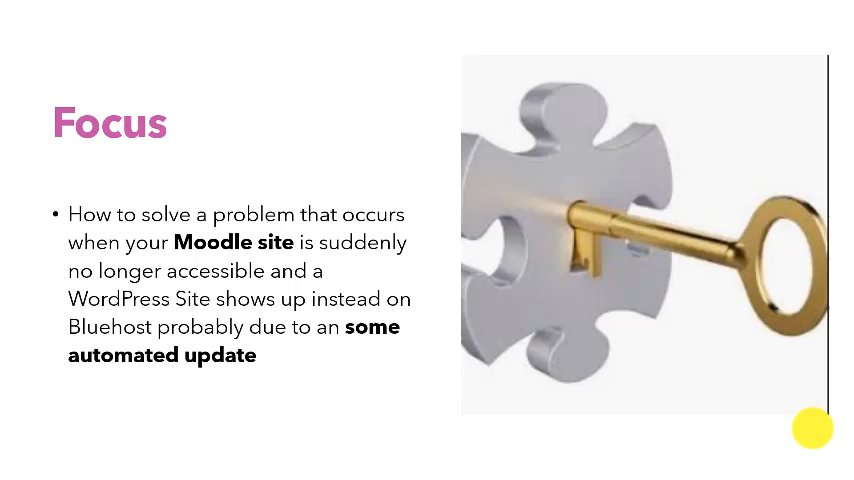 Focus
• How to solve a problem that occurs
when your Moodle site is suddenly
no longer accessible and a
WordPress Site shows up instead on
Bluehost probably due to an some
automated update